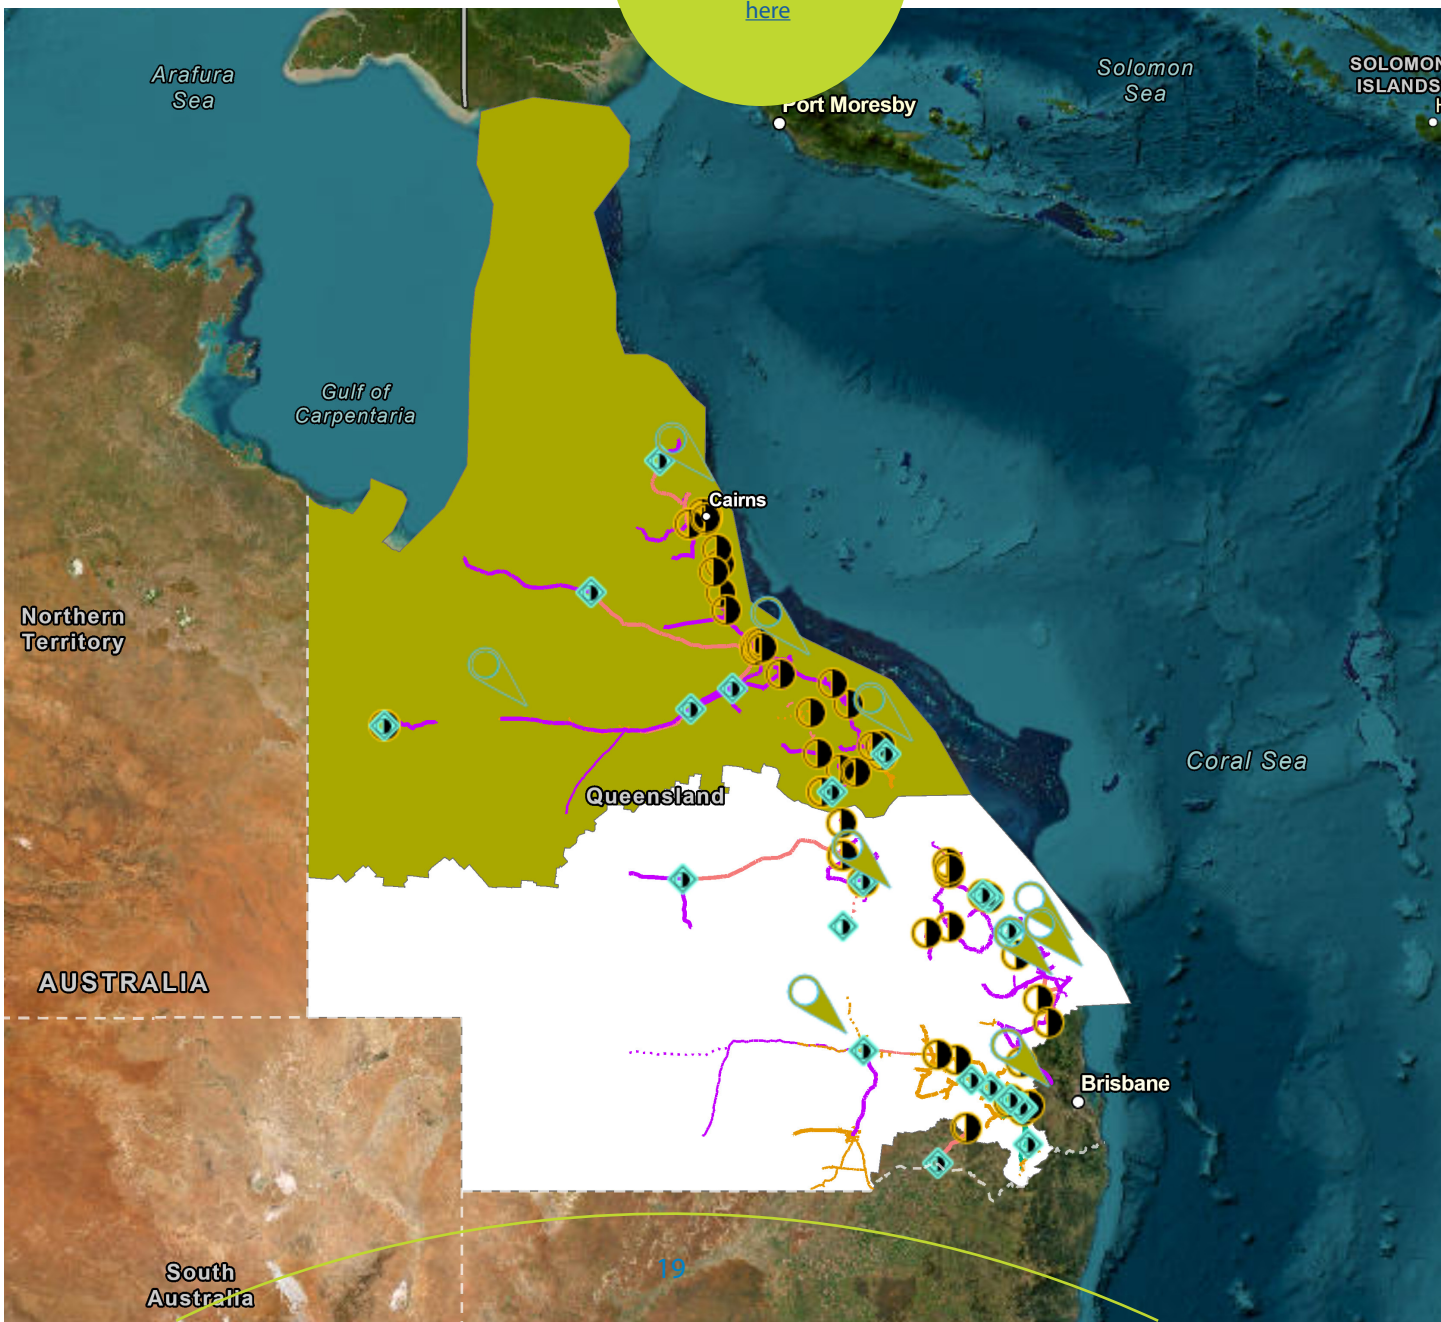 here
Arafura
Sea
Solomon
Sea
SOLOMON
ISLANDS
H
Port Moresby
Gulf of
Carpentaria
Cairns
Northern
Territory
Coral Sea
Queensland
AUSTRALIA
Brisbane
South
Australia
19